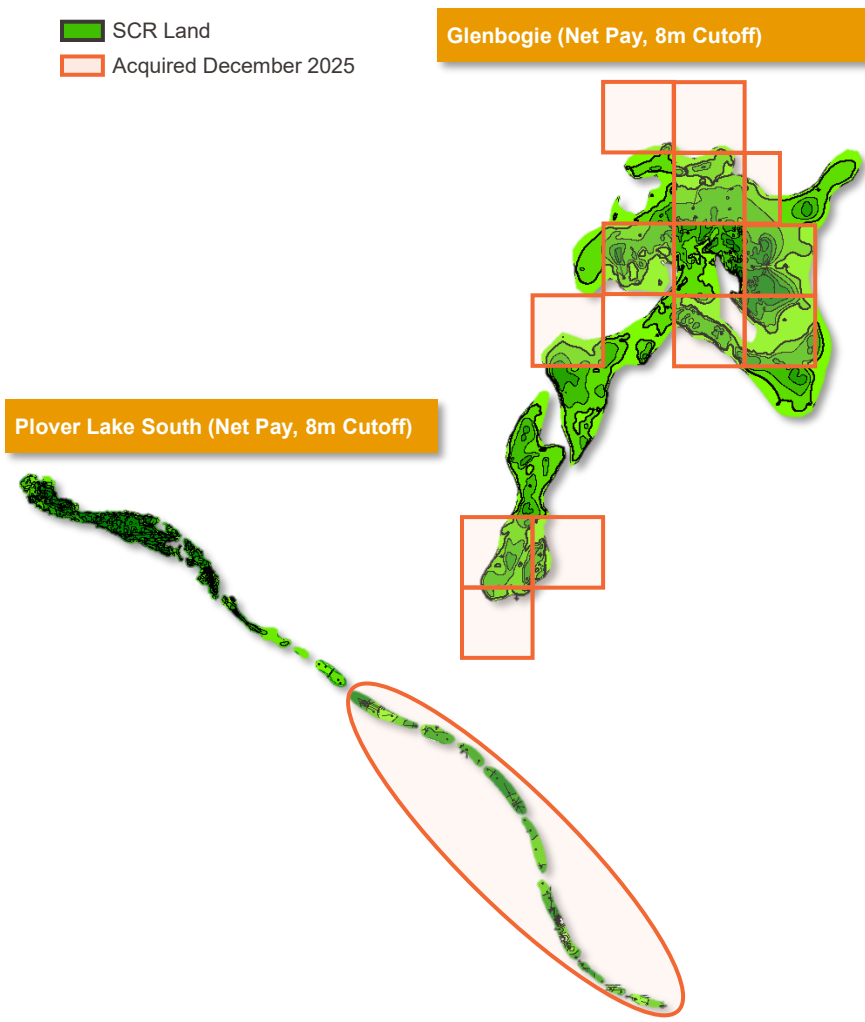 SCR Land
Acquired December 2025
Glenbogie (Net Pay, 8m Cutoff)
Plover Lake South (Net Pay, 8m Cutoff)